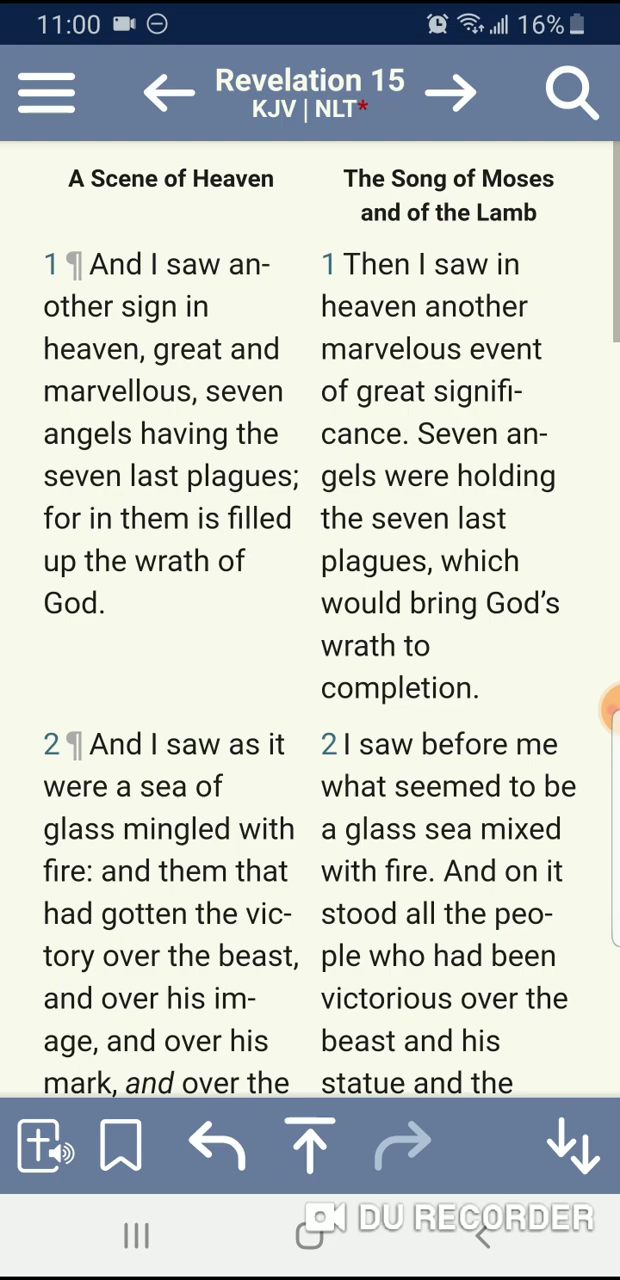 11:00 16%
Revelation 15
KJV | NLT*
A Scene of Heaven
1 ¶ And I saw an-
other sign in
heaven, great and
marvellous, seven
angels having the
seven last plagues;
for in them is filled
up the wrath of
God.
2 ¶ And I saw as it
were a sea of
glass mingled with
fire: and them that
had gotten the vic-
tory over the beast,
and over his im-
age, and over his
mark, and over the
The Song of Moses
and of the Lamb
1 Then I saw in
heaven another
marvelous event
of great signifi-
cance. Seven an-
gels were holding
the seven last
plagues, which
would bring God’s
wrath to
completion.
2 I saw before me
what seemed to be
a glass sea mixed
with fire. And on it
stood all the peo-
ple who had been
victorious over the
beast and his
statue and the
DU RECORDER